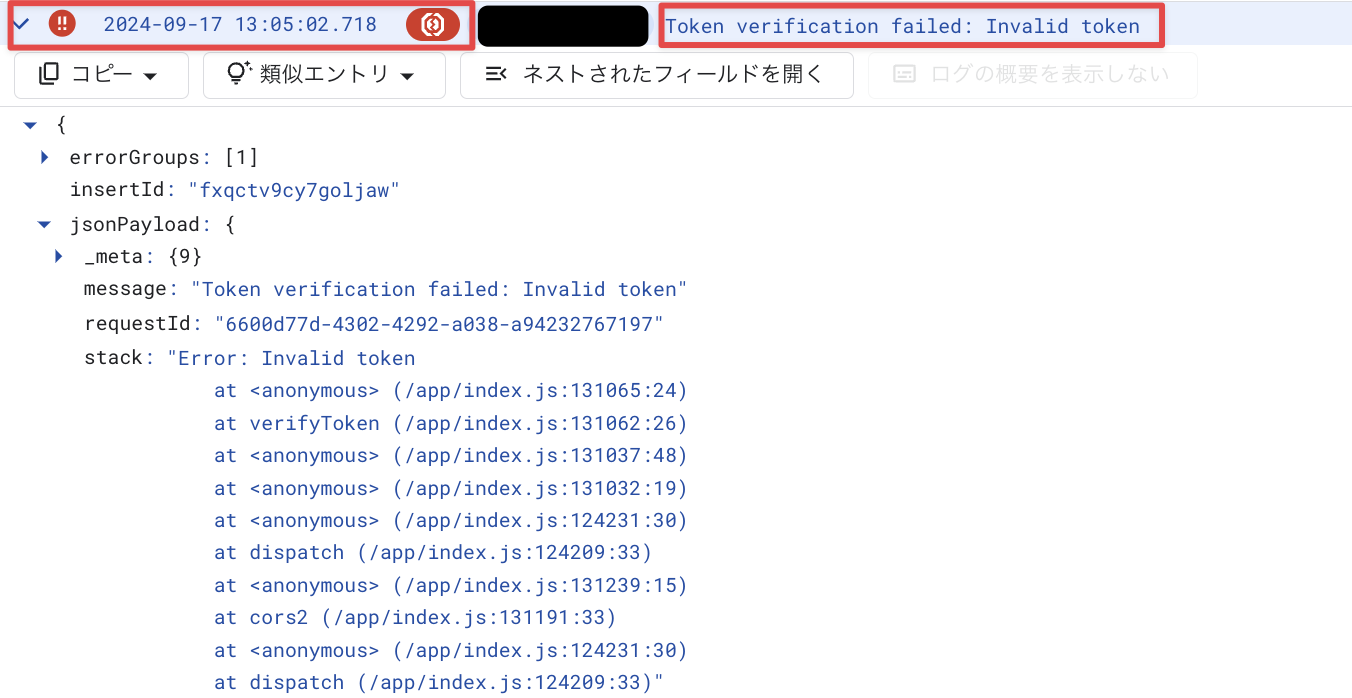 2024-09-17 13:05:02.718 Token verification failed: Invalid token
コピー 類似エントリ ネストされたフィールドを開く ログの概要を表示しない
{
errorGroups: [1]
insertId: "fxqctv9cy7goljaw"
jsonPayload: {
_meta: {9}
message: "Token verification failed: Invalid token"
requestId: "6600d77d-4302-4292-a038-a94232767197"
stack: "Error: Invalid token
at <anonymous> (/app/index.js:131065:24)
at verifyToken (/app/index.js:131062:26)
at <anonymous> (/app/index.js:131037:48)
at <anonymous> (/app/index.js:131032:19)
at <anonymous> (/app/index.js:124231:30)
at dispatch (/app/index.js:124209:33)
at <anonymous> (/app/index.js:131239:15)
at cors2 (/app/index.js:131191:33)
at <anonymous> (/app/index.js:124231:30)
at dispatch (/app/index.js:124209:33)"